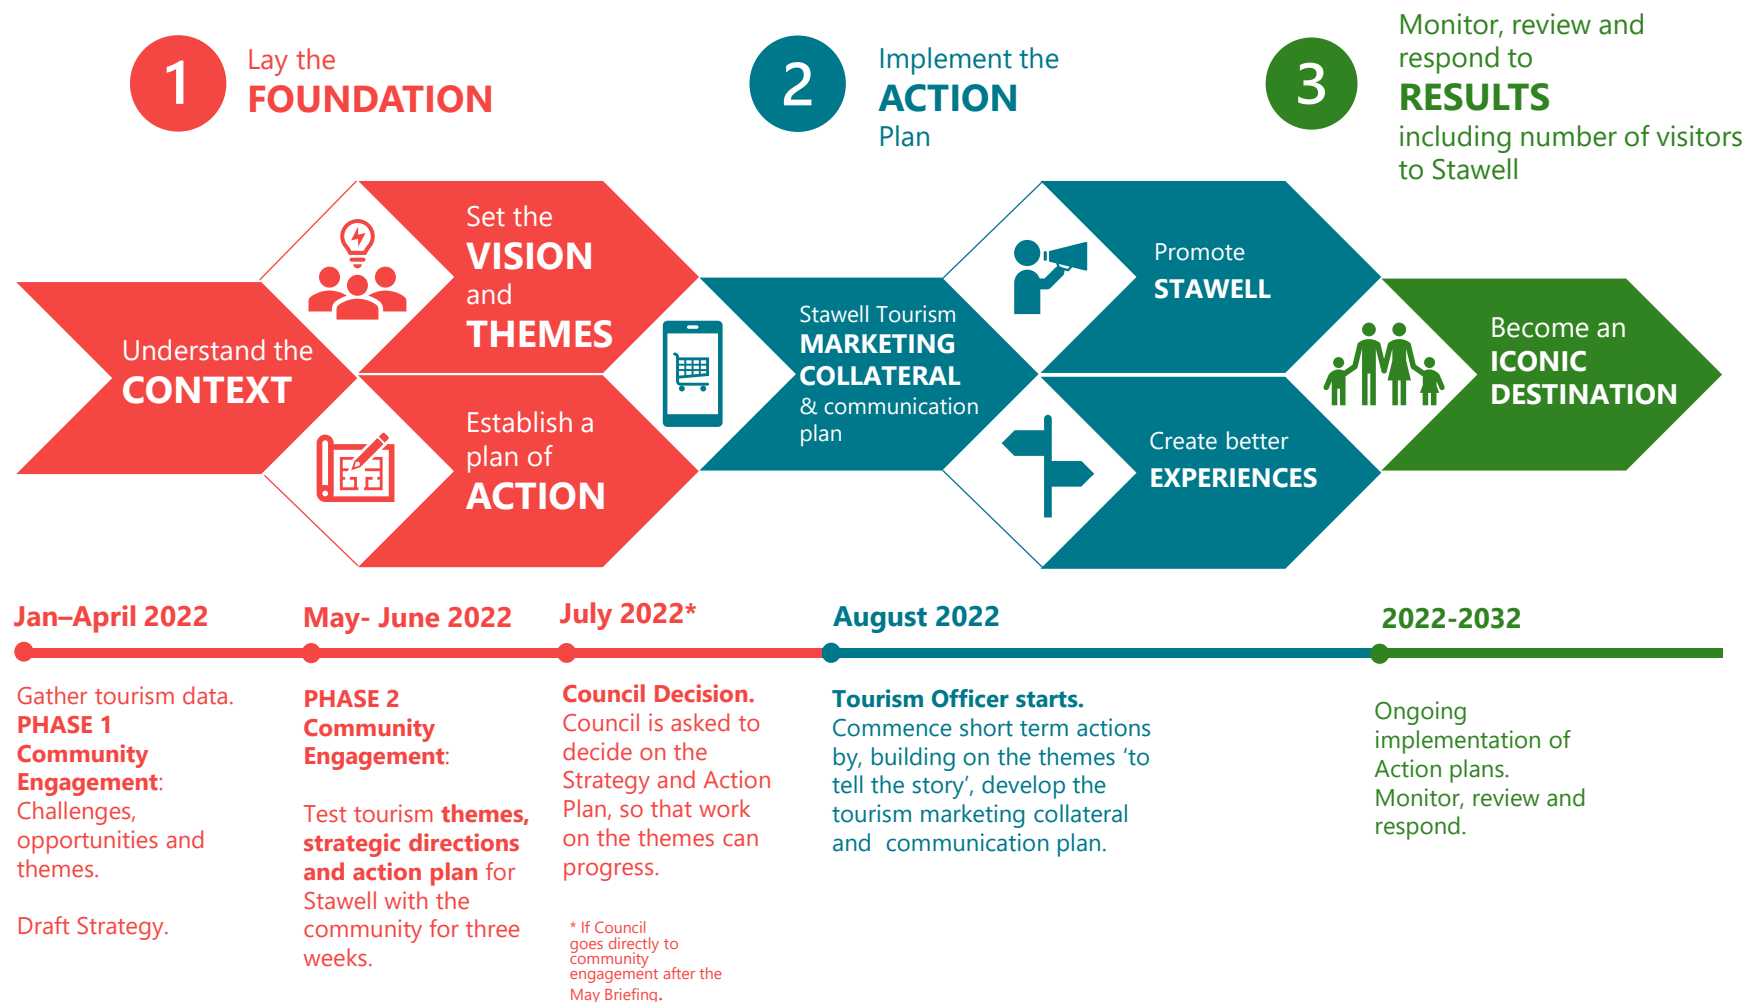 1
Lay the
FOUNDATION
2
Implement the
ACTION
Plan
3
Monitor, review and
respond to
RESULTS
including number of visitors
to Stawell
Understand the
CONTEXT
Set the
VISION
and
THEMES
Establish a
plan of
ACTION
Stawell Tourism
MARKETING
COLLATERAL
& communication
plan
Promote
STAWELL
Create better
EXPERIENCES
Become an
ICONIC
DESTINATION
Jan–April 2022
Gather tourism data.
PHASE 1
Community
Engagement:
Challenges,
opportunities and
themes.
Draft Strategy.
May- June 2022
PHASE 2
Community
Engagement:
Test tourism themes,
strategic directions
and action plan for
Stawell with the
community for three
weeks.
July 2022*
Council Decision.
Council is asked to
decide on the
Strategy and Action
Plan, so that work
on the themes can
progress.
* If Council
goes directly to
community
engagement after the
May Briefing.
August 2022
Tourism Officer starts.
Commence short term actions
by, building on the themes ‘to
tell the story’, develop the
tourism marketing collateral
and  communication plan.
2022-2032
Ongoing
implementation of
Action plans.
Monitor, review and
respond.